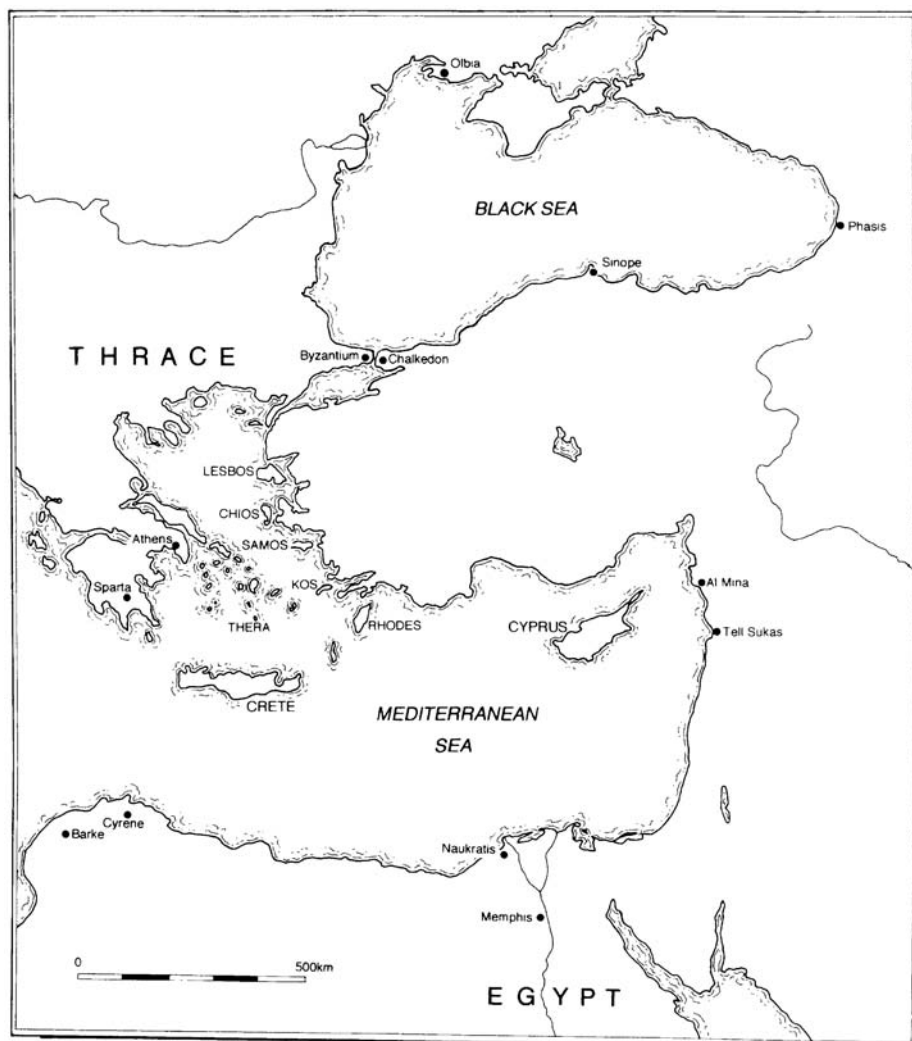 Olbia
BLACK SEA
Phasis
Sinope
THRACE
Byzantium
Chalkedon
LESBOS
CHIOS
Athens
SAMOS
Sparta
KOS
THERA
RHODES
CYPRUS
Al Mina
Tell Sukas
CRETE
MEDITERRANEAN
SEA
Cyrene
Barke
Naukratis
Memphis
0
500km
EGYPT